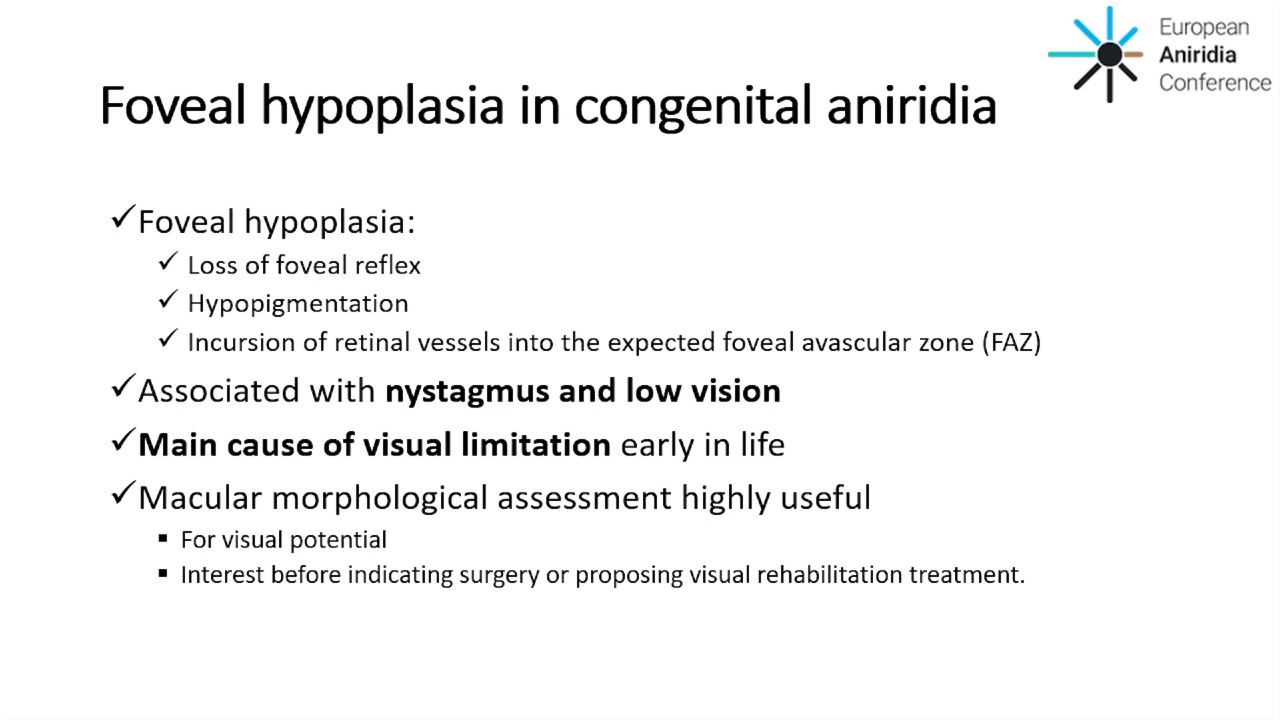 European
Aniridia
Conference
Foveal hypoplasia in congenital aniridia
Foveal hypoplasia:
Loss of foveal reflex
Hypopigmentation
Incursion of retinal vessels into the expected foveal avascular zone (FAZ)
Associated with nystagmus and low vision
Main cause of visual limitation early in life
Macular morphological assessment highly useful
For visual potential
Interest before indicating surgery or proposing visual rehabilitation treatment.